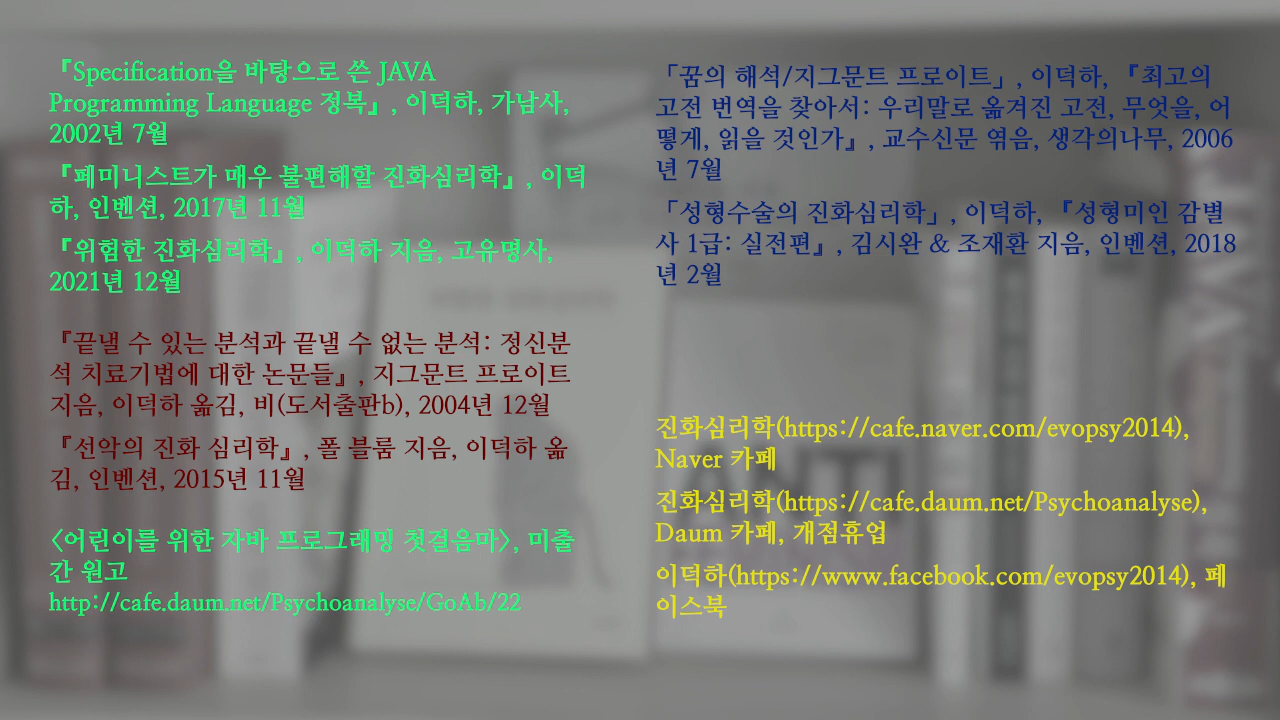 『Specification을 바탕으로 쓴 JAVA
Programming Language 정복』, 이덕하, 가남사,
2002년 7월
『페미니스트가 매우 불편해할 진화심리학』, 이덕
하, 인벤션, 2017년 11월
『위험한 진화심리학』, 이덕하 지음, 고유명사,
2021년 12월
『끝낼 수 있는 분석과 끝낼 수 없는 분석: 정신분
석 치료기법에 대한 논문들』, 지그문트 프로이트
지음, 이덕하 옮김, 비(도서출판b), 2004년 12월
『선악의 진화 심리학』, 폴 블룸 지음, 이덕하 옮
김, 인벤션, 2015년 11월
<어린이를 위한 자바 프로그래밍 첫걸음마>, 미출
간 원고
http://cafe.daum.net/Psychoanalyse/GoAb/22
「꿈의 해석/지그문트 프로이트」, 이덕하, 『최고의
고전 번역을 찾아서: 우리말로 옮겨진 고전, 무엇을, 어
떻게, 읽을 것인가』, 교수신문 엮음, 생각의나무, 2006
년 7월
「성형수술의 진화심리학」, 이덕하, 『성형미인 감별
사 1급: 실전편』, 김시완 & 조재환 지음, 인벤션, 2018
년 2월
진화심리학(https://cafe.naver.com/evopsy2014),
Naver 카페
진화심리학(https://cafe.daum.net/Psychoanalyse),
Daum 카페, 개점휴업
이덕하(https://www.facebook.com/evopsy2014), 페
이스북